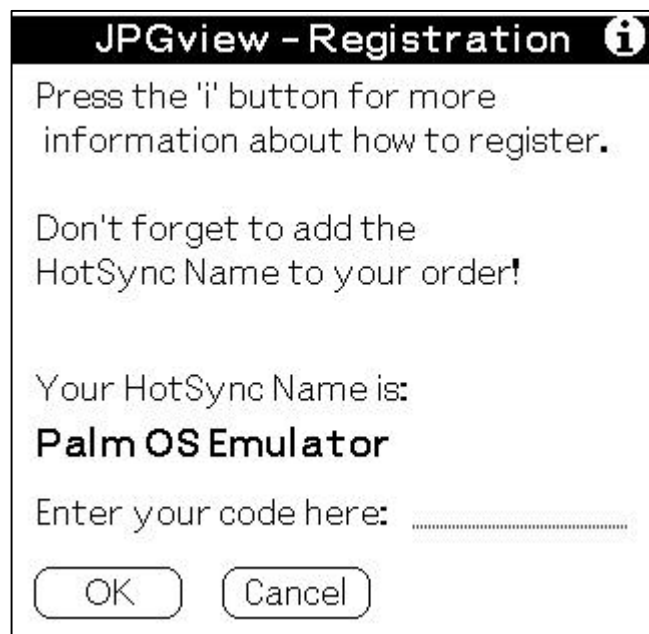 JPGview - Registration i
Press the 'i' button for more
information about how to register.
Don't forget to add the
HotSync Name to your order!
Your HotSync Name is:
Palm OS Emulator
Enter your code here:
OK Cancel